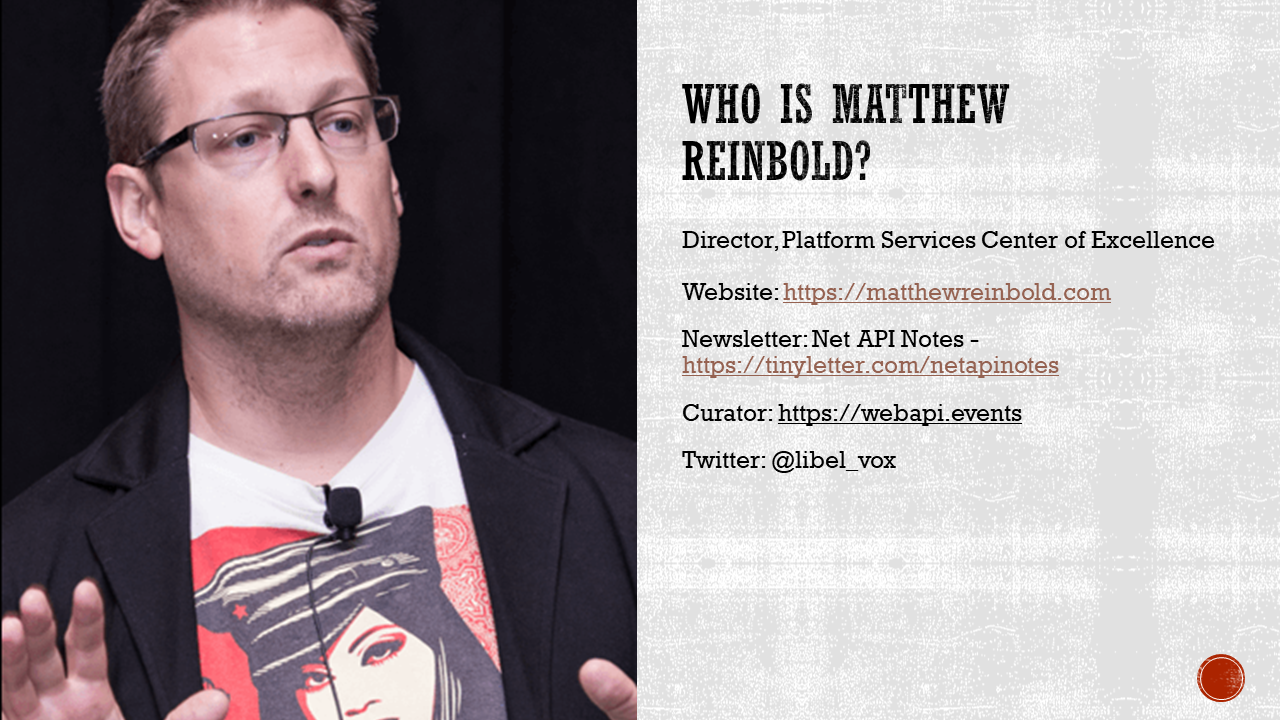 WHO IS MATTHEW
REINBOLD?
Director, Platform Services Center of Excellence
Website: https://matthewreinbold.com
Newsletter: Net API Notes -
https://tinyletter.com/netapinotes
Curator: https://webapi.events
Twitter: @libel_vox